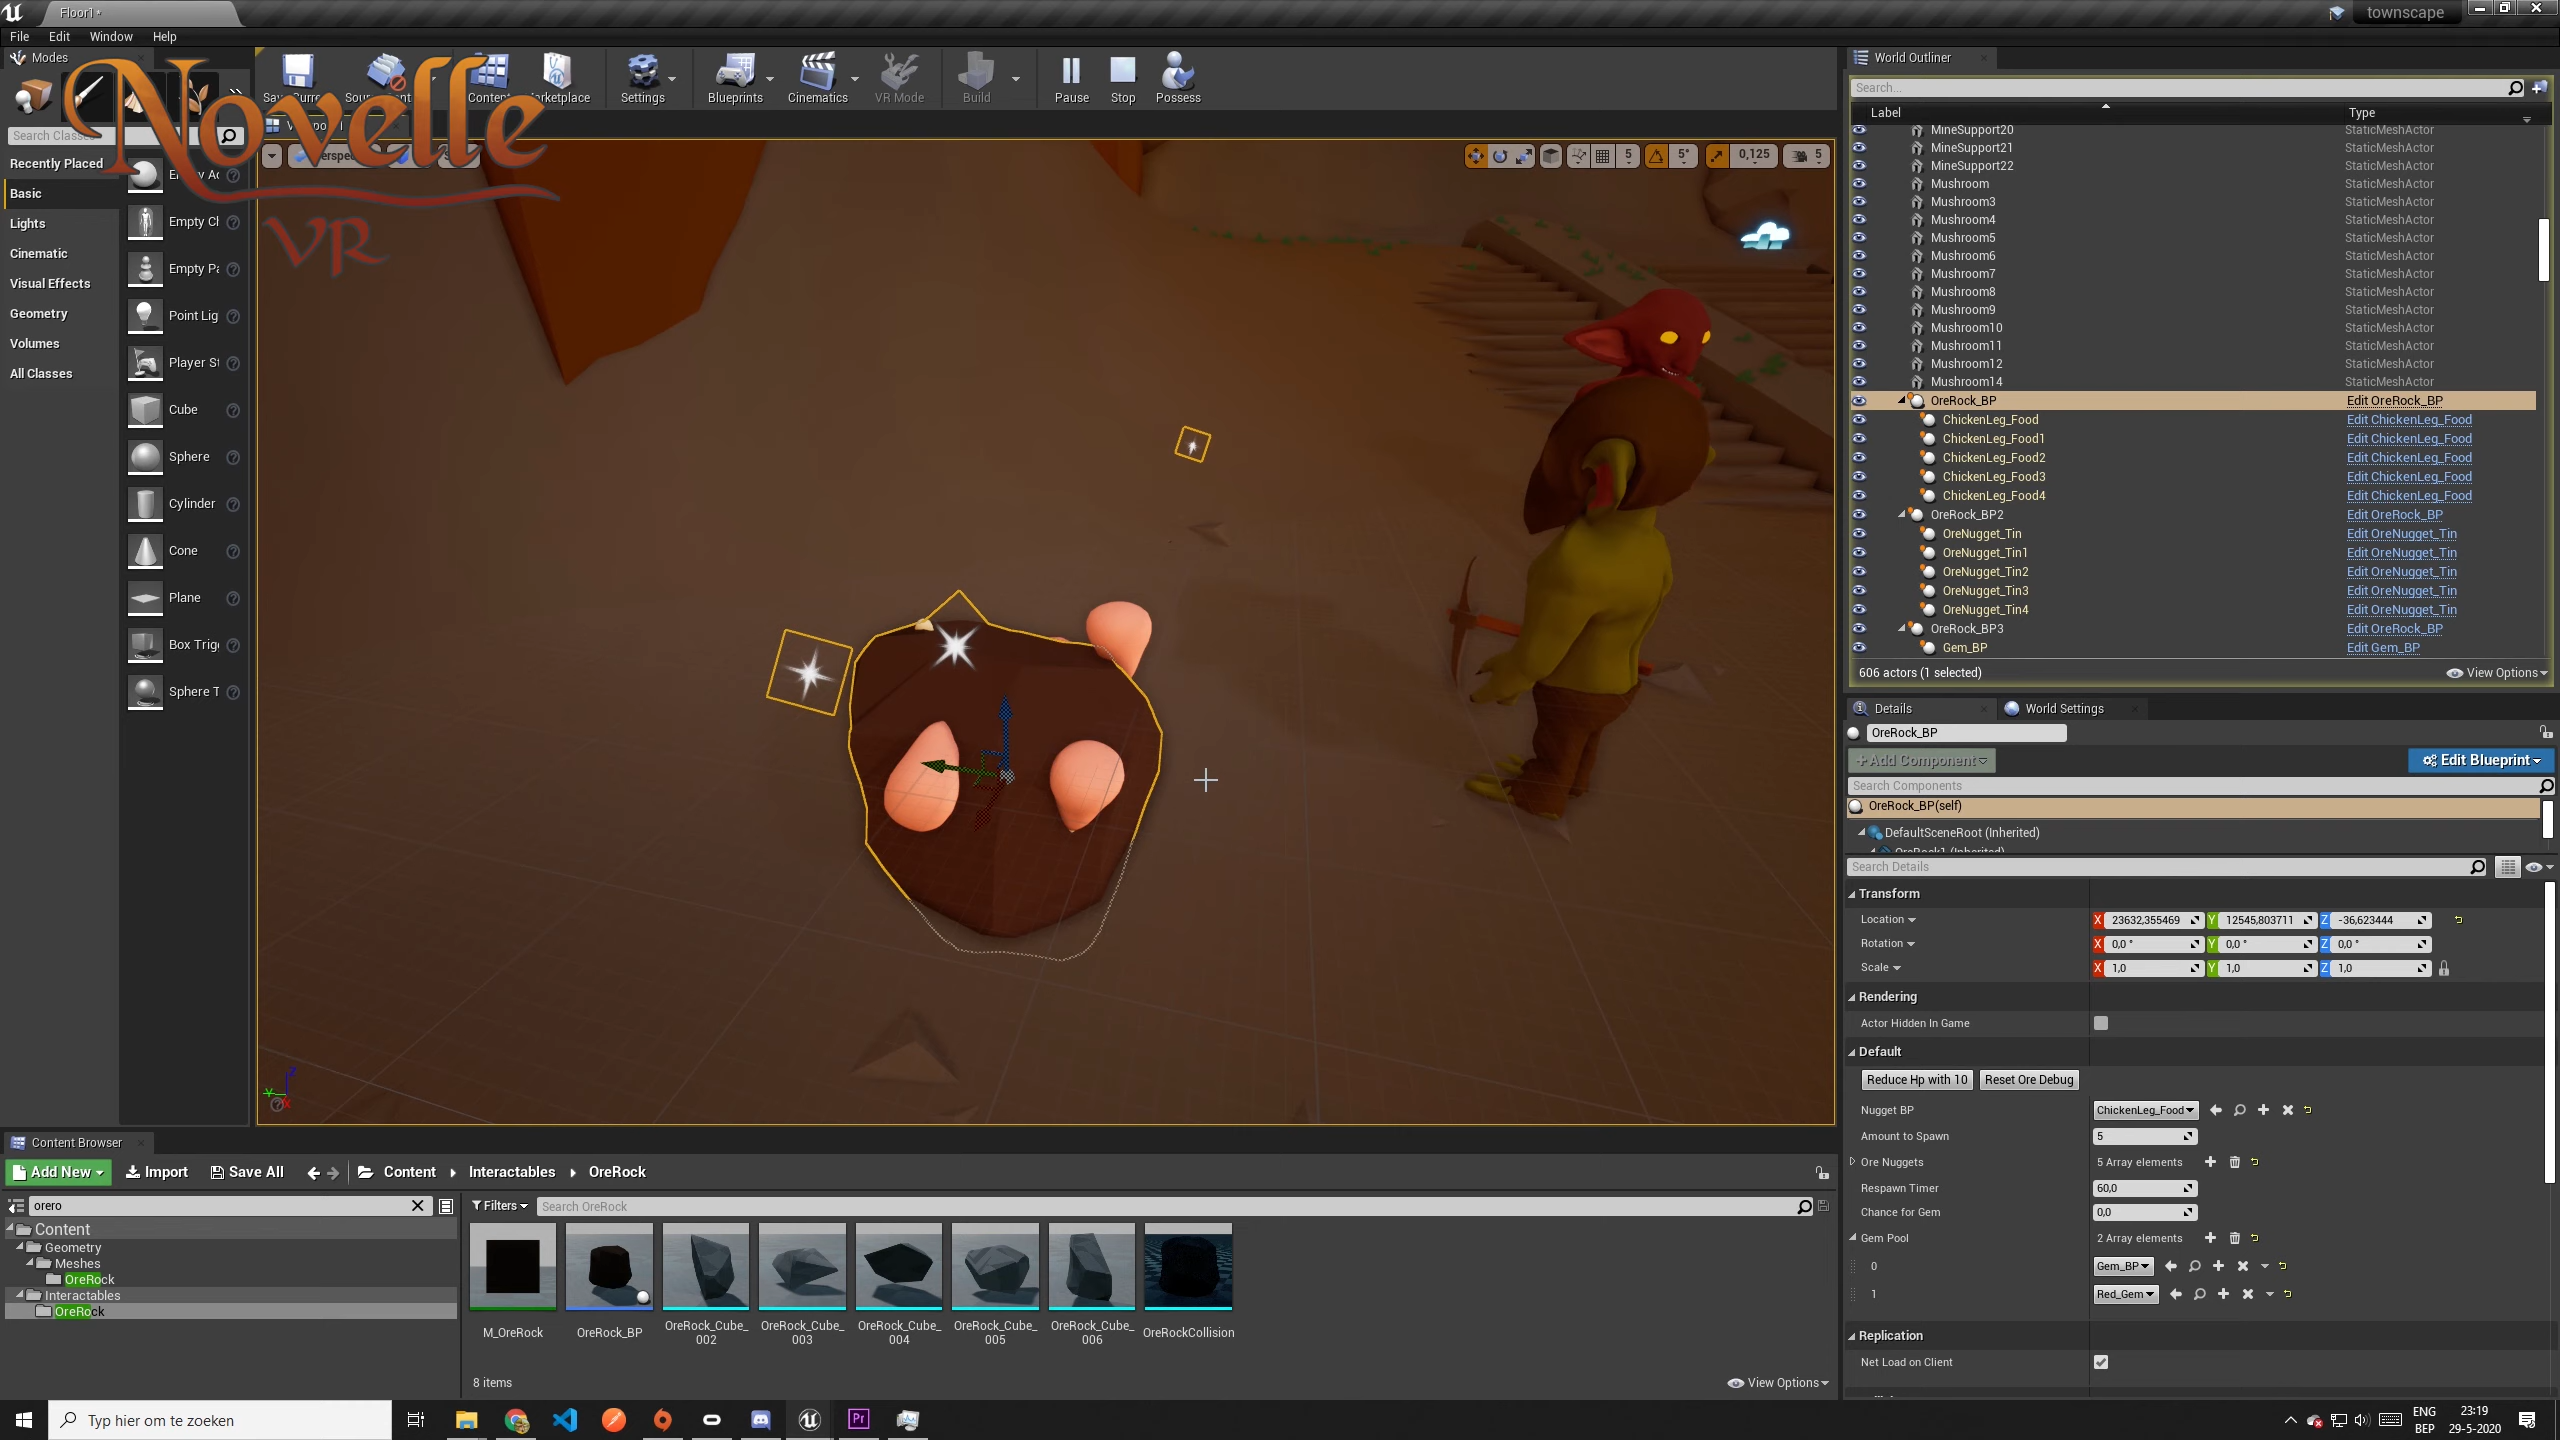 Floor1*
townscape
File Edit Window Help
Modes
Novelle
VR
Content
Settings
Blueprints
Cinematics
VR Mode
Build
Pause
Stop
Possess
Search Classes
Recently Placed
Basic
Lights
Cinematic
Visual Effects
Geometry
Volumes
All Classes
Empty Ch
Empty Pa
Point Lig
Player St
Cube
Sphere
Cylinder
Cone
Plane
Box Trigg
Sphere T
5
5°
0,125
5
World Outliner
Search...
Label Type
MineSupport20 StaticMeshActor
MineSupport21 StaticMeshActor
MineSupport22 StaticMeshActor
Mushroom StaticMeshActor
Mushroom3 StaticMeshActor
Mushroom4 StaticMeshActor
Mushroom5 StaticMeshActor
Mushroom6 StaticMeshActor
Mushroom7 StaticMeshActor
Mushroom8 StaticMeshActor
Mushroom9 StaticMeshActor
Mushroom10 StaticMeshActor
Mushroom11 StaticMeshActor
Mushroom12 StaticMeshActor
Mushroom14 StaticMeshActor
OreRock_BP Edit OreRock_BP
ChickenLeg_Food Edit ChickenLeg_Food
ChickenLeg_Food1 Edit ChickenLeg_Food
ChickenLeg_Food2 Edit ChickenLeg_Food
ChickenLeg_Food3 Edit ChickenLeg_Food
ChickenLeg_Food4 Edit ChickenLeg_Food
OreRock_BP2 Edit OreRock_BP
OreNugget_Tin Edit OreNugget_Tin
OreNugget_Tin1 Edit OreNugget_Tin
OreNugget_Tin2 Edit OreNugget_Tin
OreNugget_Tin3 Edit OreNugget_Tin
OreNugget_Tin4 Edit OreNugget_Tin
OreRock_BP3 Edit OreRock_BP
Gem_BP Edit Gem_BP
606 actors (1 selected) View Options
Details World Settings
OreRock_BP
+Add Component Edit Blueprint
Search Components
OreRock_BP(self)
DefaultSceneRoot (Inherited)
OreRock1 (Inherited)
Search Details
Transform
Location X 23632,355469 Y 12545,803711 Z -36,623444
Rotation X 0,0 ° Y 0,0 ° Z 0,0 °
Scale X 1,0 Y 1,0 Z 1,0
Rendering
Actor Hidden In Game
Default
Reduce Hp with 10 Reset Ore Debug
Nugget BP ChickenLeg_Food
Amount to Spawn 5
Ore Nuggets 5 Array elements
Respawn Timer 60,0
Chance for Gem 0,0
Gem Pool 2 Array elements
0 Gem_BP
1 Red_Gem
Replication
Net Load on Client
Content Browser
Add New Import Save All Content Interactables OreRock
orero
Filters Search OreRock
Content
Geometry
Meshes
OreRock
Interactables
OreRock
M_OreRock
OreRock_BP
OreRock_Cube_002
OreRock_Cube_003
OreRock_Cube_004
OreRock_Cube_005
OreRock_Cube_006
OreRockCollision
8 items View Options
Typ hier om te zoeken
Pr
ENG
BEP
23:19
29-5-2020